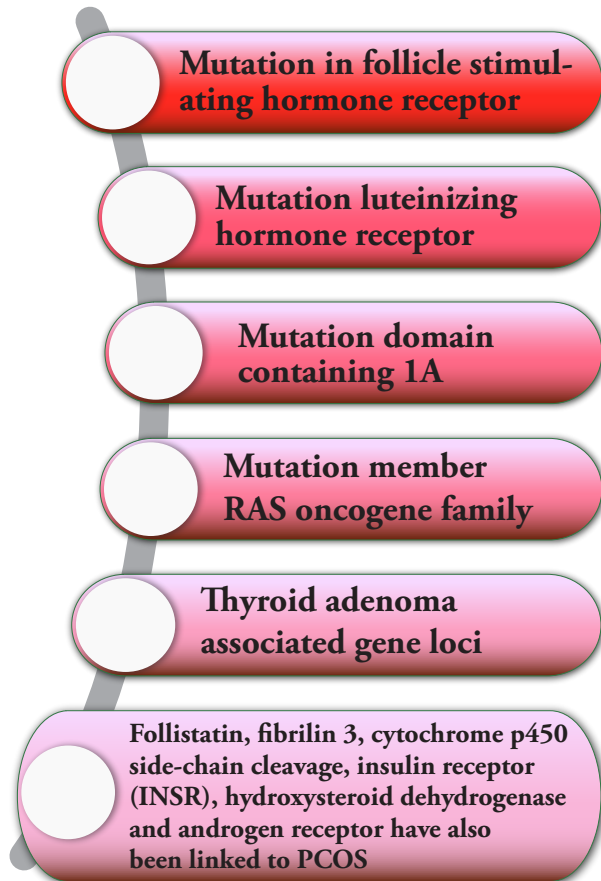 Mutation in follicle stimul-
ating hormone receptor
Mutation luteinizing
hormone receptor
Mutation domain
containing 1A
Mutation member
RAS oncogene family
Thyroid adenoma
associated gene loci
Follistatin, fibrilin 3, cytochrome p450
side-chain cleavage, insulin receptor
(INSR), hydroxysteroid dehydrogenase
and androgen receptor have also
been linked to PCOS